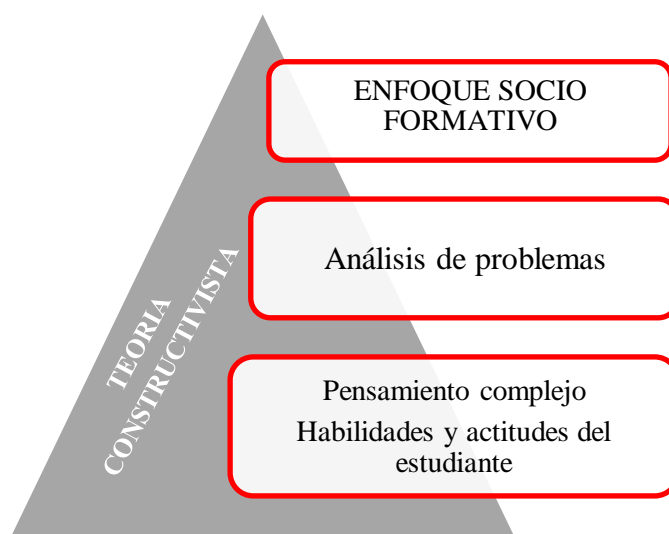 ENFOQUE SOCIO
FORMATIVO
Análisis de problemas
TEORIA
CONSTRUCTIVISTA
Pensamiento complejo
Habilidades y actitudes del
estudiante